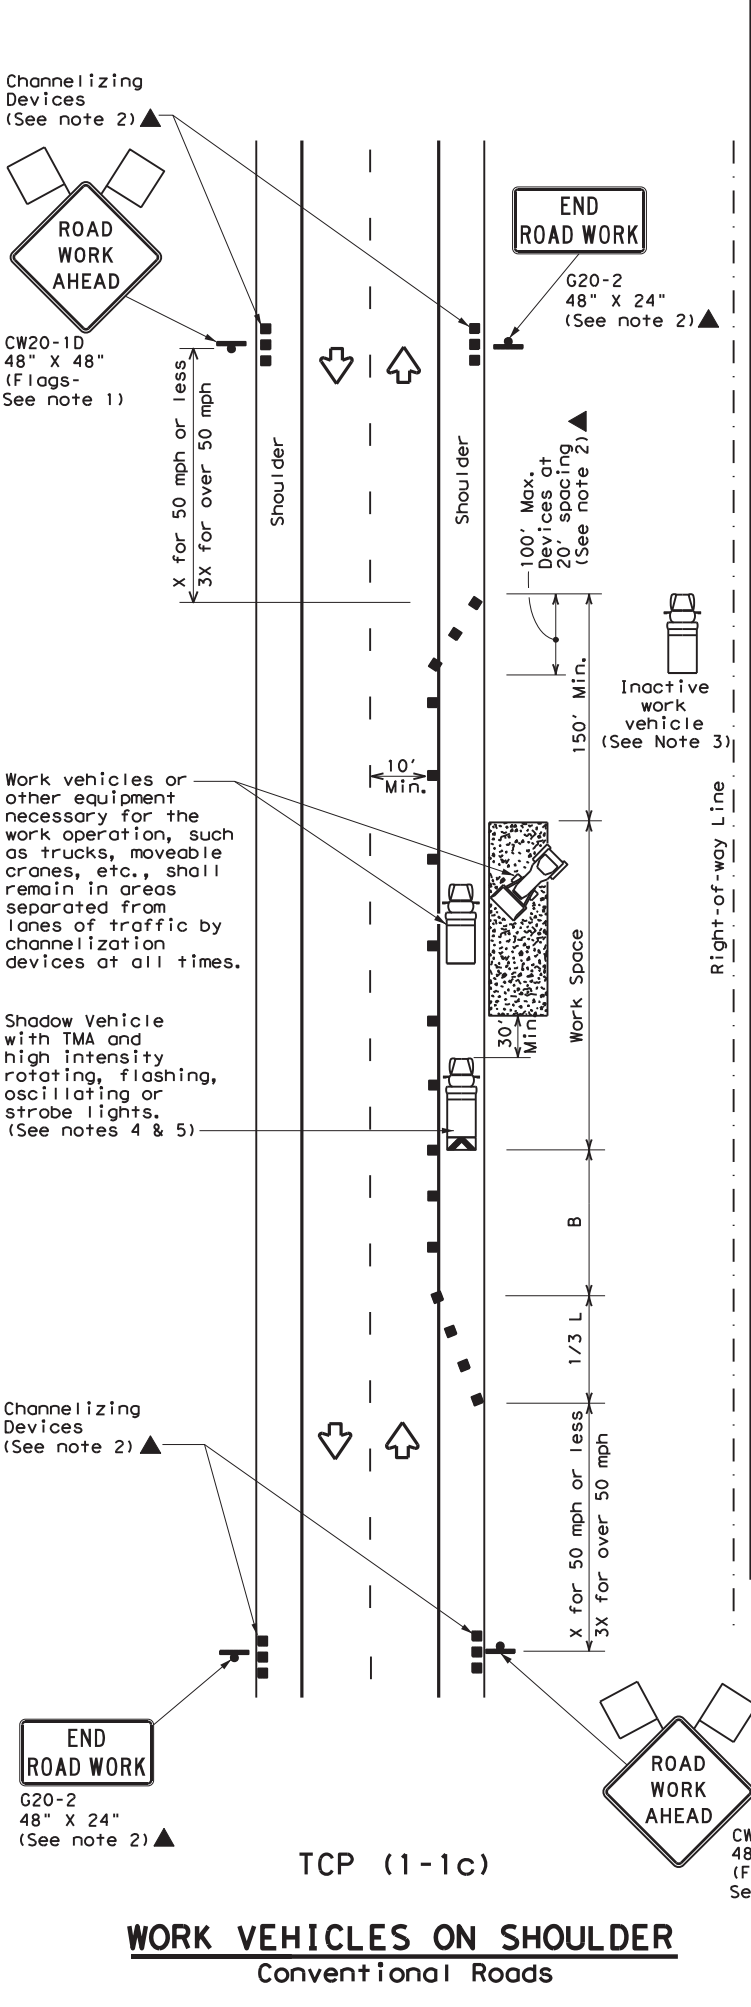 Channelizing
Devices
(See note 2)
ROAD
WORK
AHEAD
CW20-1D
48" X 48"
(Flags-
See note 1)
END
ROAD WORK
G20-2
48" X 24"
(See note 2)
X for 50 mph or less
3X for over 50 mph
Shoulder
Shoulder
100' Max.
Devices at
20' spacing
(See note 2)
150' Min.
Inactive
work
vehicle
(See Note 3)
Right-of-way Line
10'
Min.
Work vehicles or
other equipment
necessary for the
work operation, such
as trucks, moveable
cranes, etc., shall
remain in areas
separated from
lanes of traffic by
channelization
devices at all times.
Work Space
30'
Min.
Shadow Vehicle
with TMA and
high intensity
rotating, flashing,
oscillating or
strobe lights.
(See notes 4 & 5)
B
1/3 L
Channelizing
Devices
(See note 2)
X for 50 mph or less
3X for over 50 mph
END
ROAD WORK
G20-2
48" X 24"
(See note 2)
ROAD
WORK
AHEAD
CW
48
(F
Se
TCP (1-1c)
WORK VEHICLES ON SHOULDER
Conventional Roads